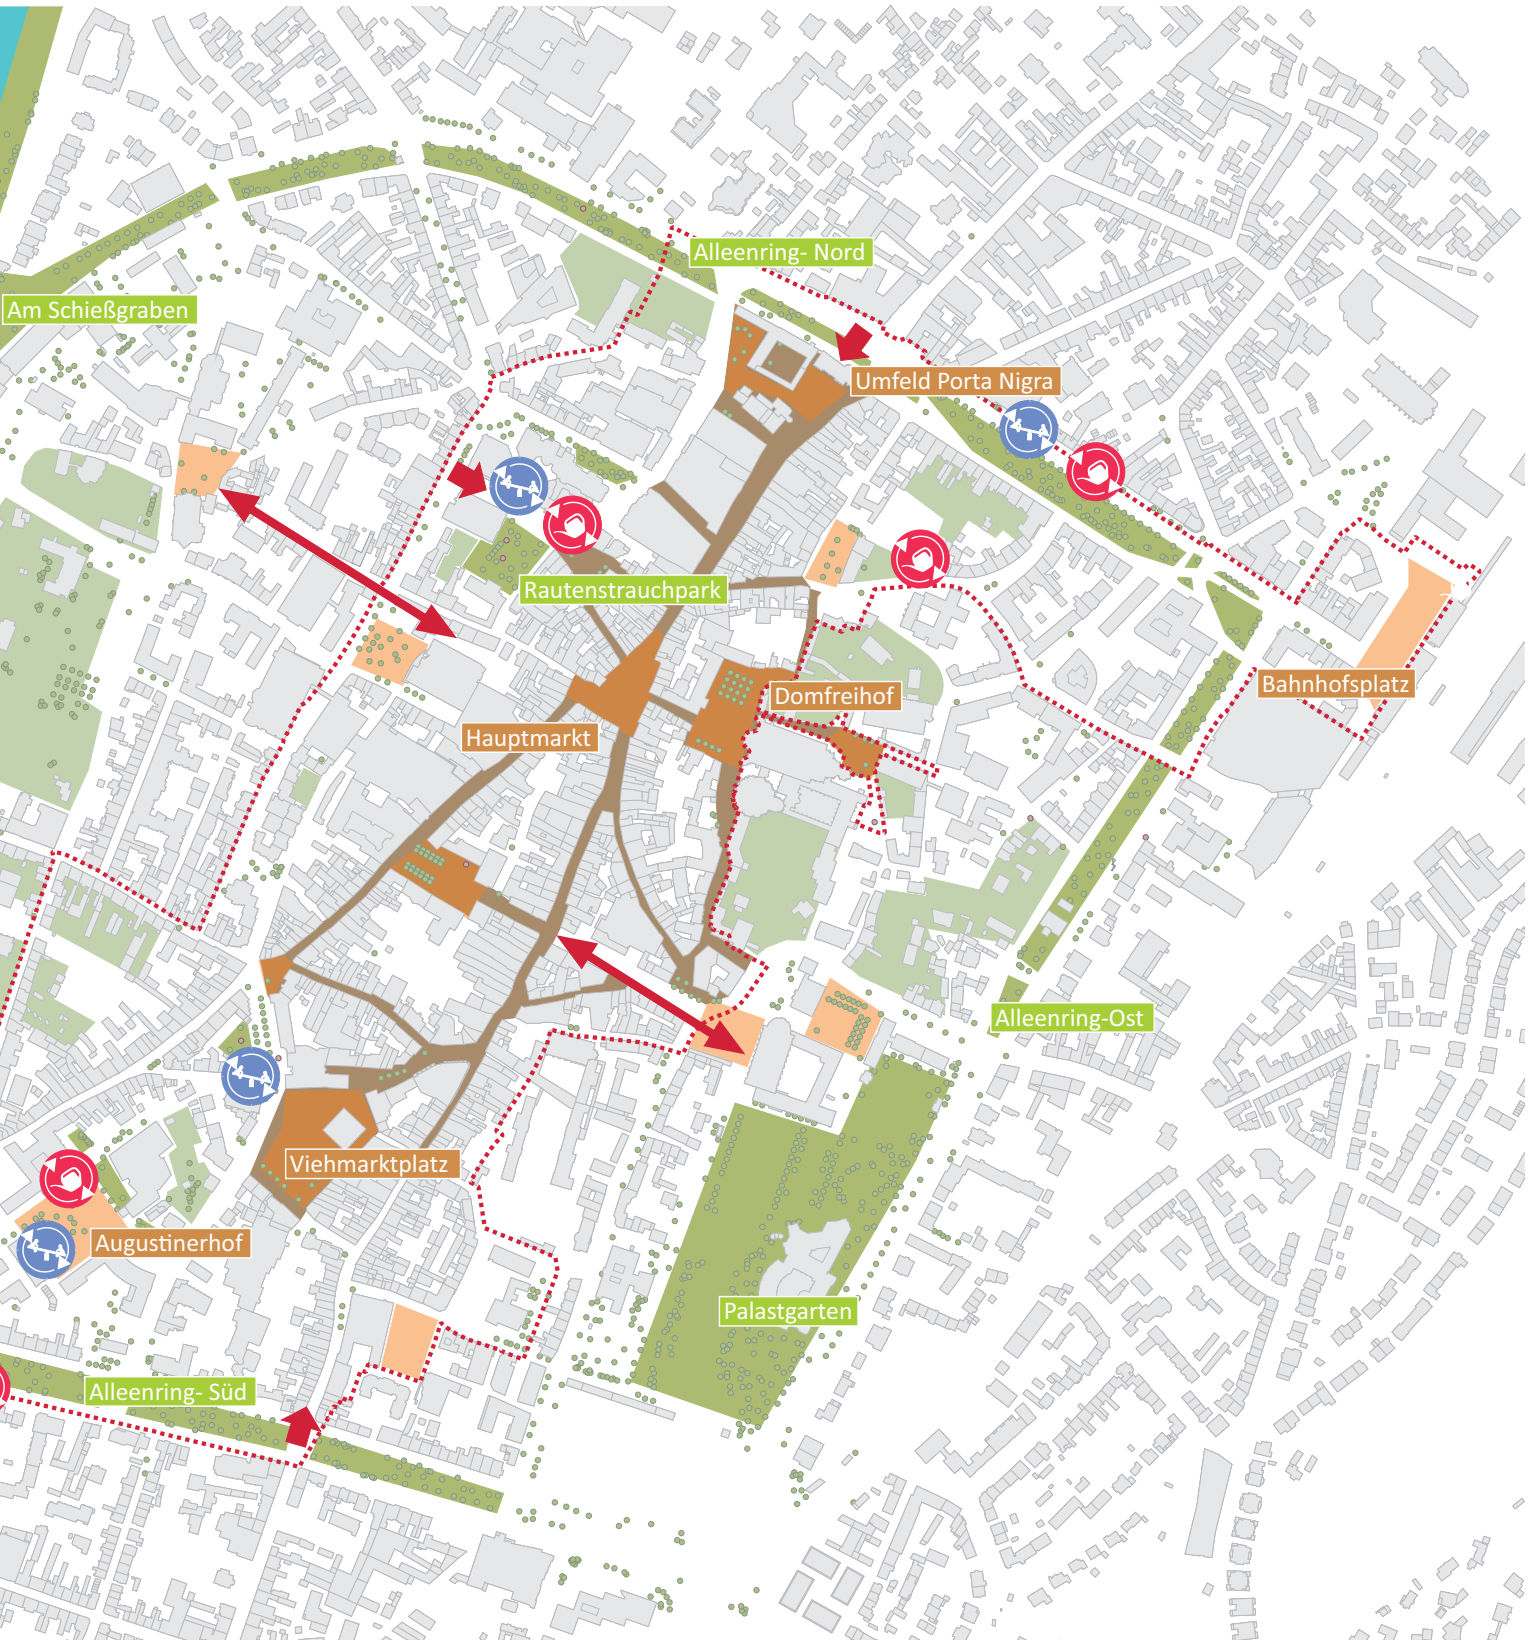 Alleenring- Nord
Am Schießgraben
Umfeld Porta Nigra
Rautenstrauchpark
Bahnhofsplatz
Domfreihof
Hauptmarkt
Alleenring-Ost
Viehmarktplatz
Augustinerhof
Palastgarten
Alleenring- Süd